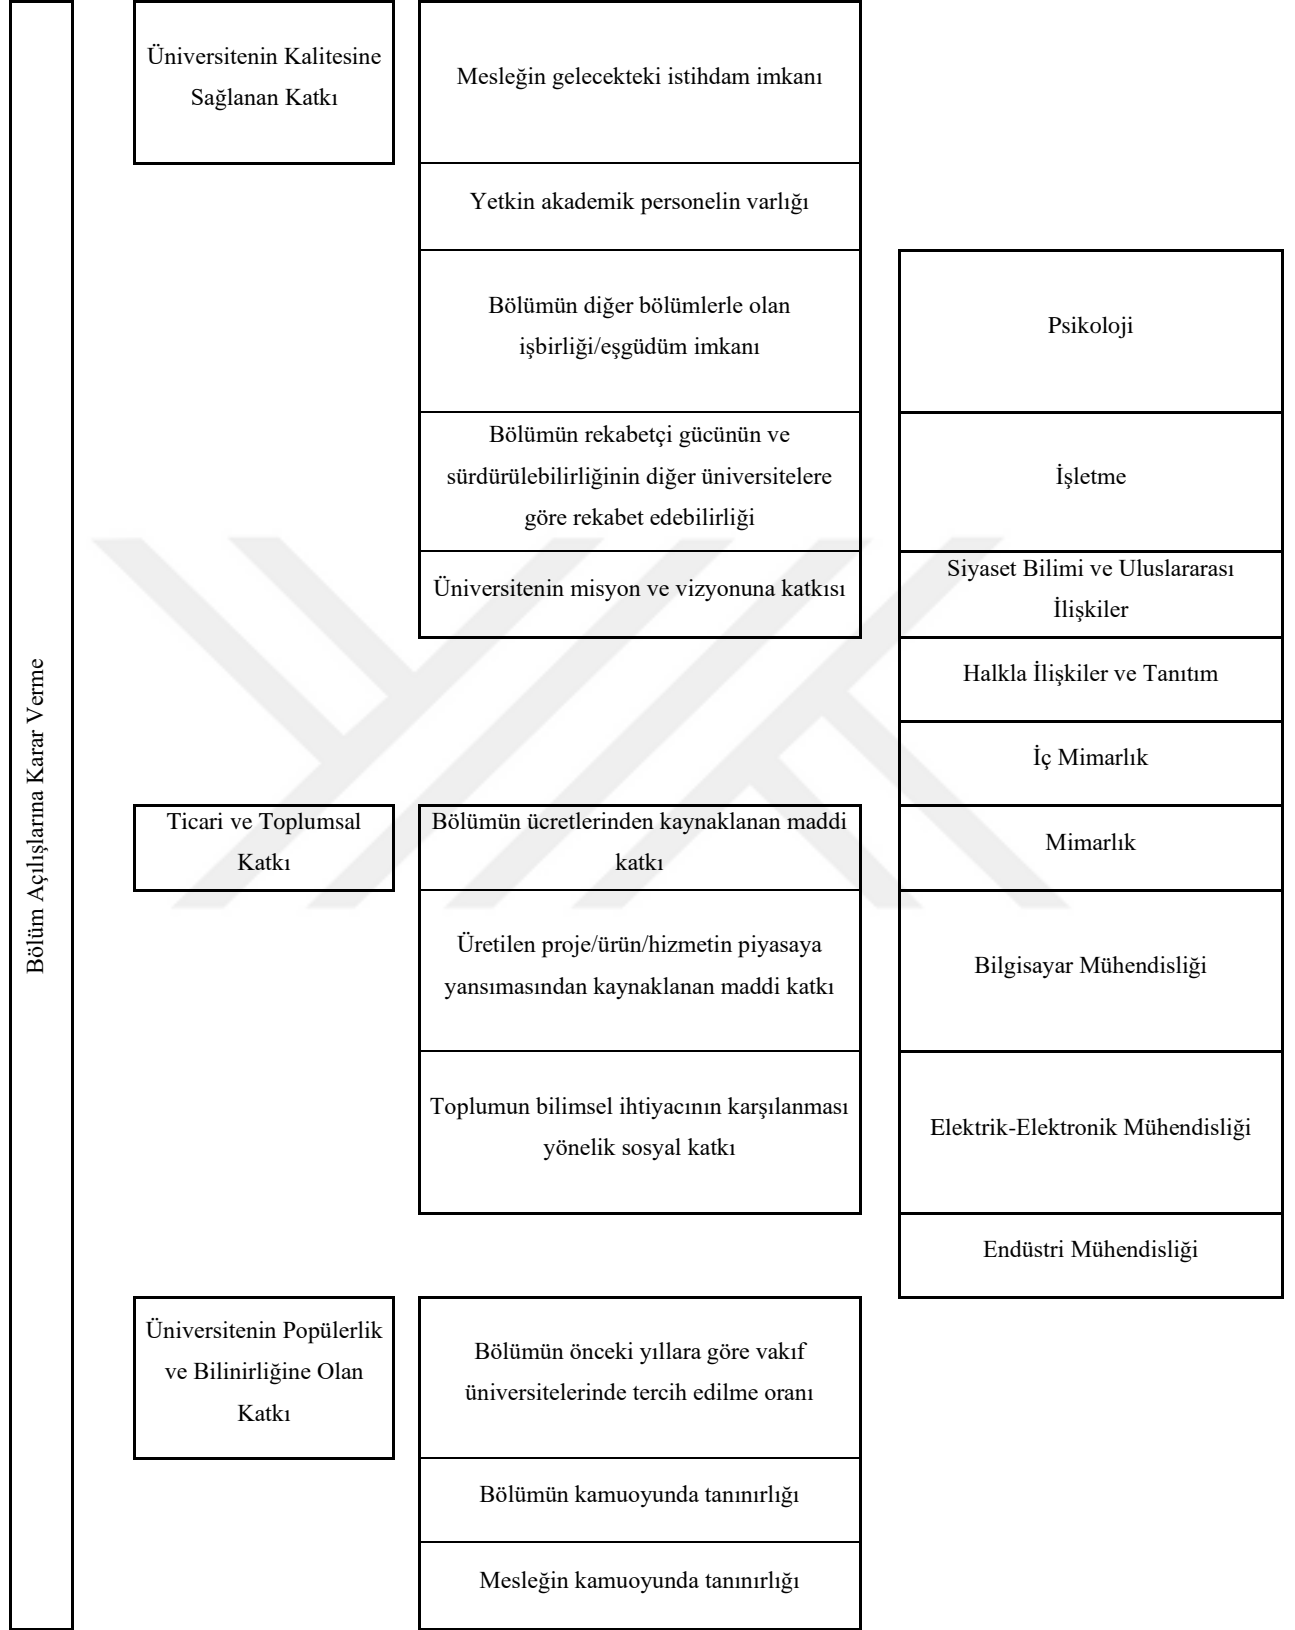 Bölüm Açılışlarına Karar Verme
Üniversitenin Kalitesine
Sağlanan Katkı
Mesleğin gelecekteki istihdam imkanı
Yetkin akademik personelin varlığı
Bölümün diğer bölümlerle olan
işbirliği/eşgüdüm imkanı
Bölümün rekabetçi gücünün ve
sürdürülebilirliğinin diğer üniversitelere
göre rekabet edebilirliği
Üniversitenin misyon ve vizyonuna katkısı
Ticari ve Toplumsal
Katkı
Bölümün ücretlerinden kaynaklanan maddi
katkı
Üretilen proje/ürün/hizmetin piyasaya
yansımasından kaynaklanan maddi katkı
Toplumun bilimsel ihtiyacının karşılanması
yönelik sosyal katkı
Üniversitenin Popülerlik
ve Bilinirliğine Olan
Katkı
Bölümün önceki yıllara göre vakıf
üniversitelerinde tercih edilme oranı
Bölümün kamuoyunda tanınırlığı
Mesleğin kamuoyunda tanınırlığı
Psikoloji
İşletme
Siyaset Bilimi ve Uluslararası
İlişkiler
Halkla İlişkiler ve Tanıtım
İç Mimarlık
Mimarlık
Bilgisayar Mühendisliği
Elektrik-Elektronik Mühendisliği
Endüstri Mühendisliği